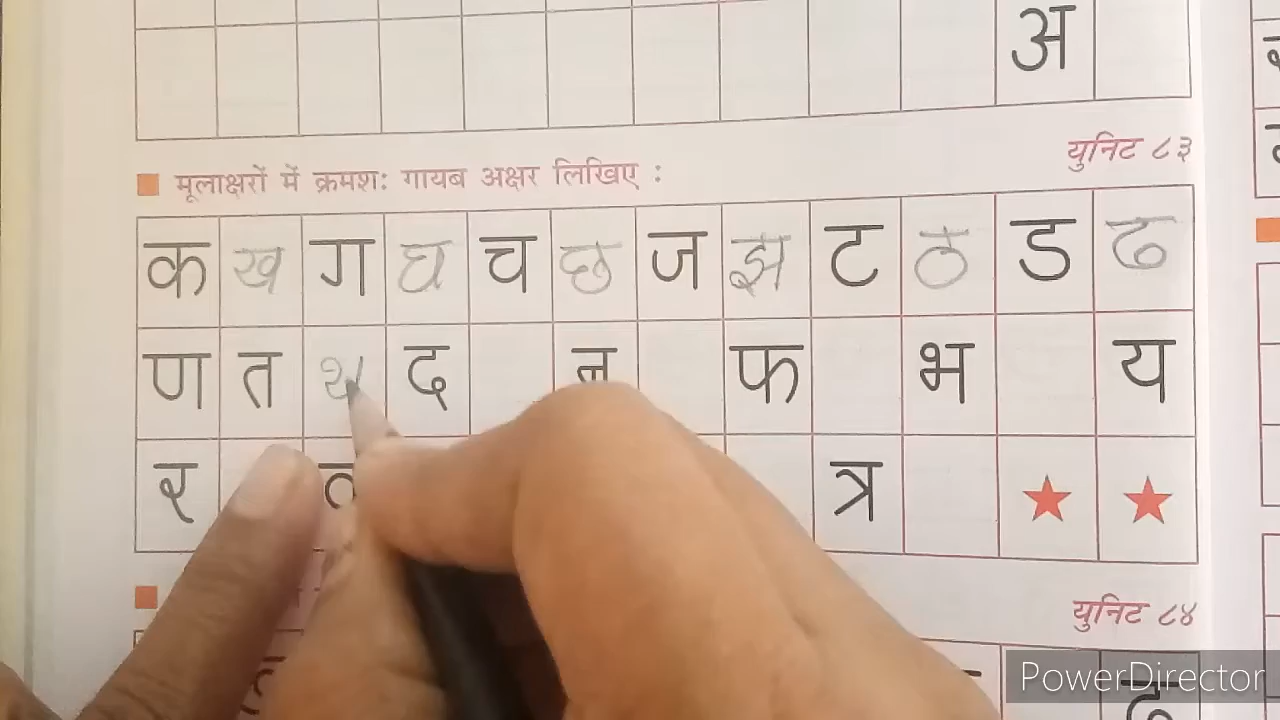 अ
युनिट ८३
मूलाक्षरों में क्रमशः गायब अक्षर लिखिए :
क ख ग घ च छ ज झ ट ठ ड ढ
ण त थ द न फ भ य
र त्र
युनिट ८४
PowerDirector